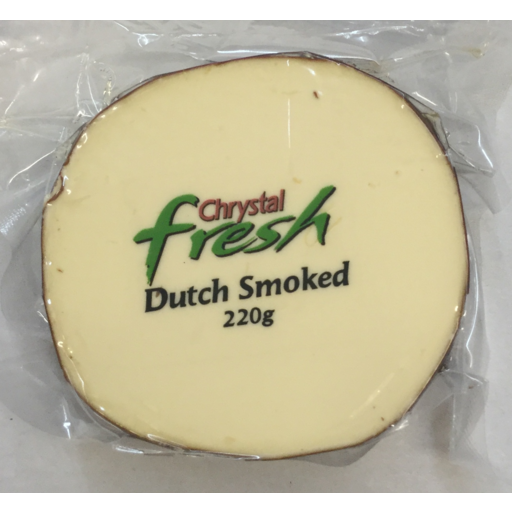 Chrystal
fresh
Dutch Smoked
220g